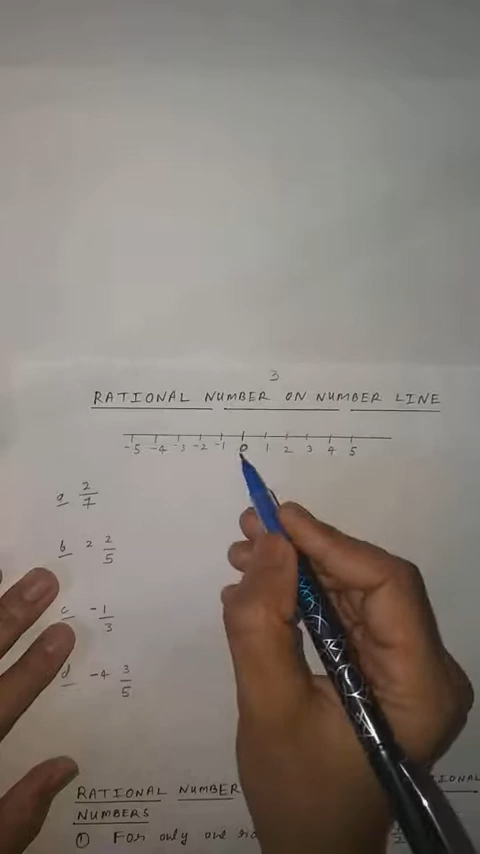 3
RATIONAL NUMBER ON NUMBER LINE
-5 -4 -3 -2 -1 0 1 2 3 4 5
a 2/7
b 2 2/5
c -1/3
d -4 3/5
RATIONAL NUMBER
NUMBERS
① For only one